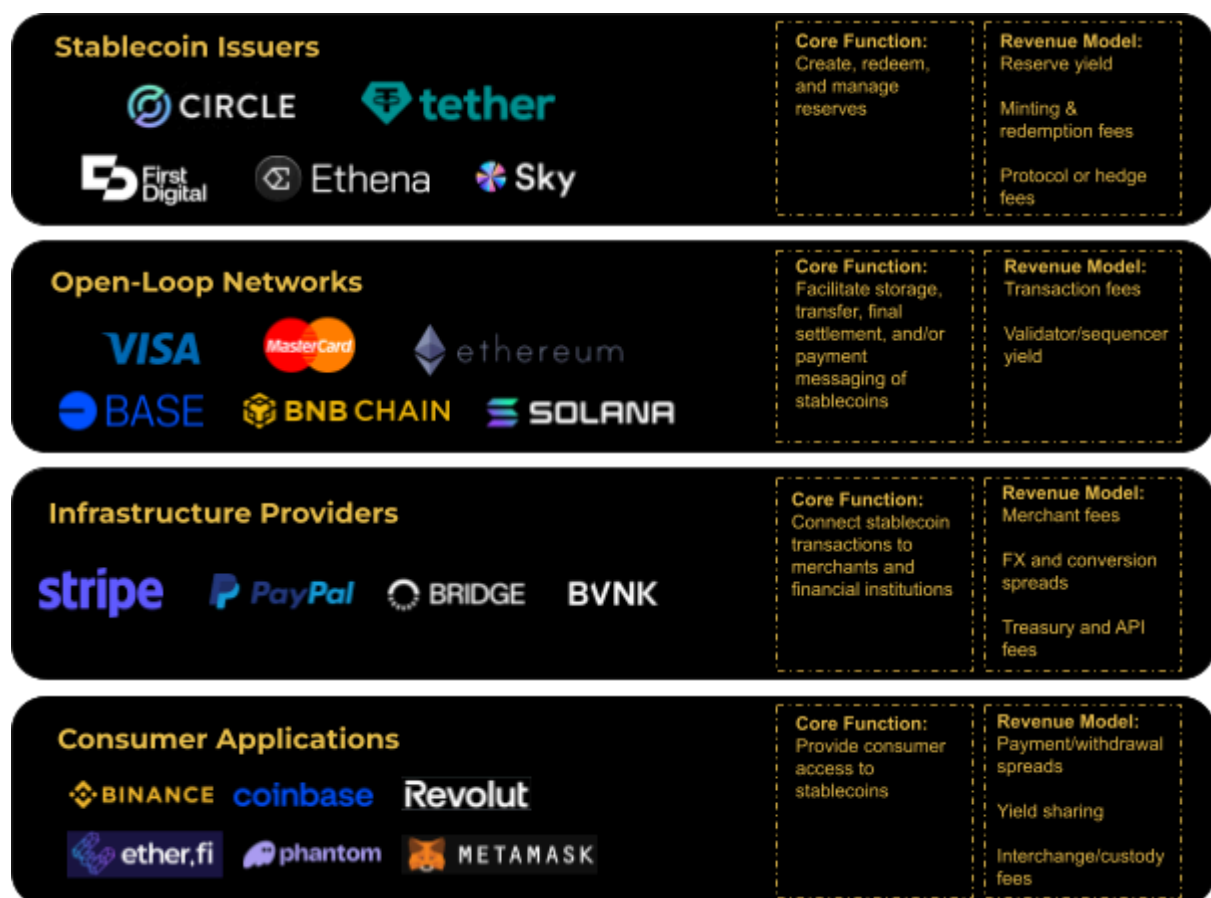 Stablecoin Issuers
CIRCLE
tether
First
Digital
Ethena
Sky
Core Function:
Create, redeem,
and manage
reserves
Revenue Model:
Reserve yield
Minting &
redemption fees
Protocol or hedge
fees
Open-Loop Networks
VISA
MasterCard
ethereum
BASE
BNB CHAIN
SOLANA
Core Function:
Facilitate storage,
transfer, final
settlement, and/or
payment
messaging of
stablecoins
Revenue Model:
Transaction fees
Validator/sequencer
yield
Infrastructure Providers
stripe
PayPal
BRIDGE
BVNK
Core Function:
Connect stablecoin
transactions to
merchants and
financial institutions
Revenue Model:
Merchant fees
FX and conversion
spreads
Treasury and API
fees
Consumer Applications
BINANCE
coinbase
Revolut
ether.fi
phantom
METAMASK
Core Function:
Provide consumer
access to
stablecoins
Revenue Model:
Payment/withdrawal
spreads
Yield sharing
Interchange/custody
fees